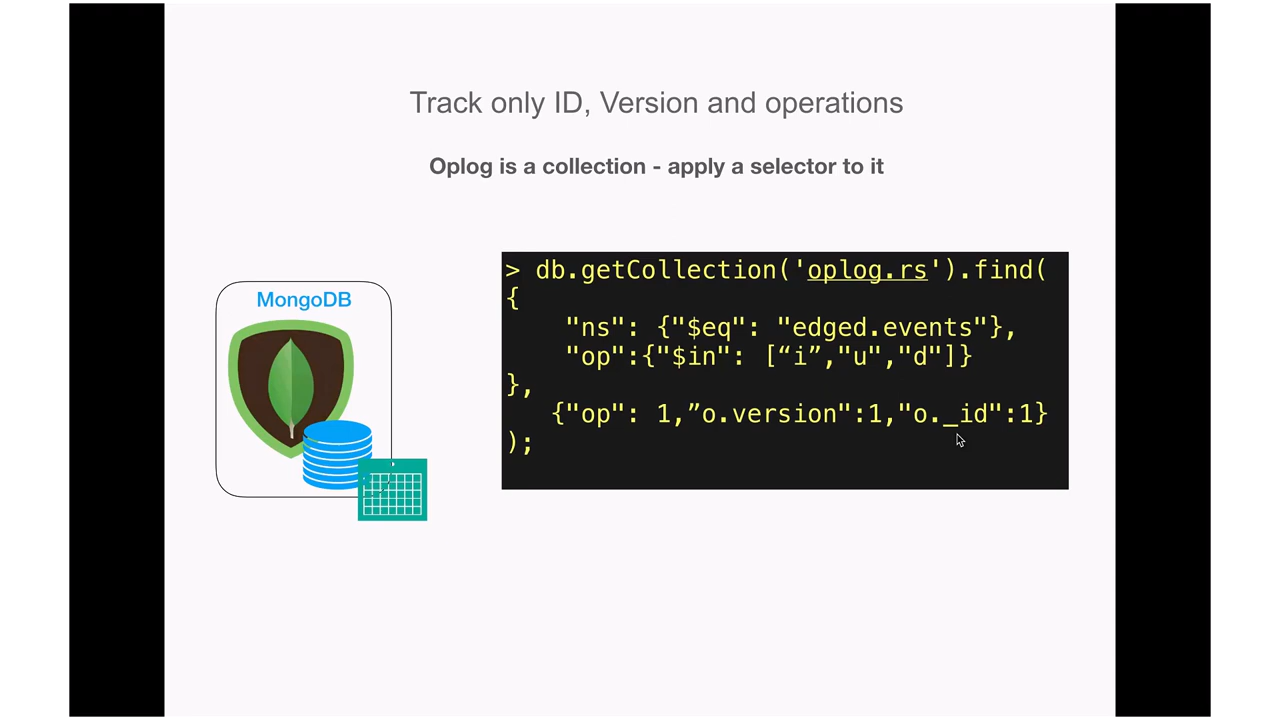 Track only ID, Version and operations
Oplog is a collection - apply a selector to it
MongoDB
> db.getCollection('oplog.rs').find(
{
    "ns": {"$eq": "edged.events"},
    "op":{"$in": [“i”,"u","d"]}
},
   {"op": 1,”o.version":1,"o._id":1}
);